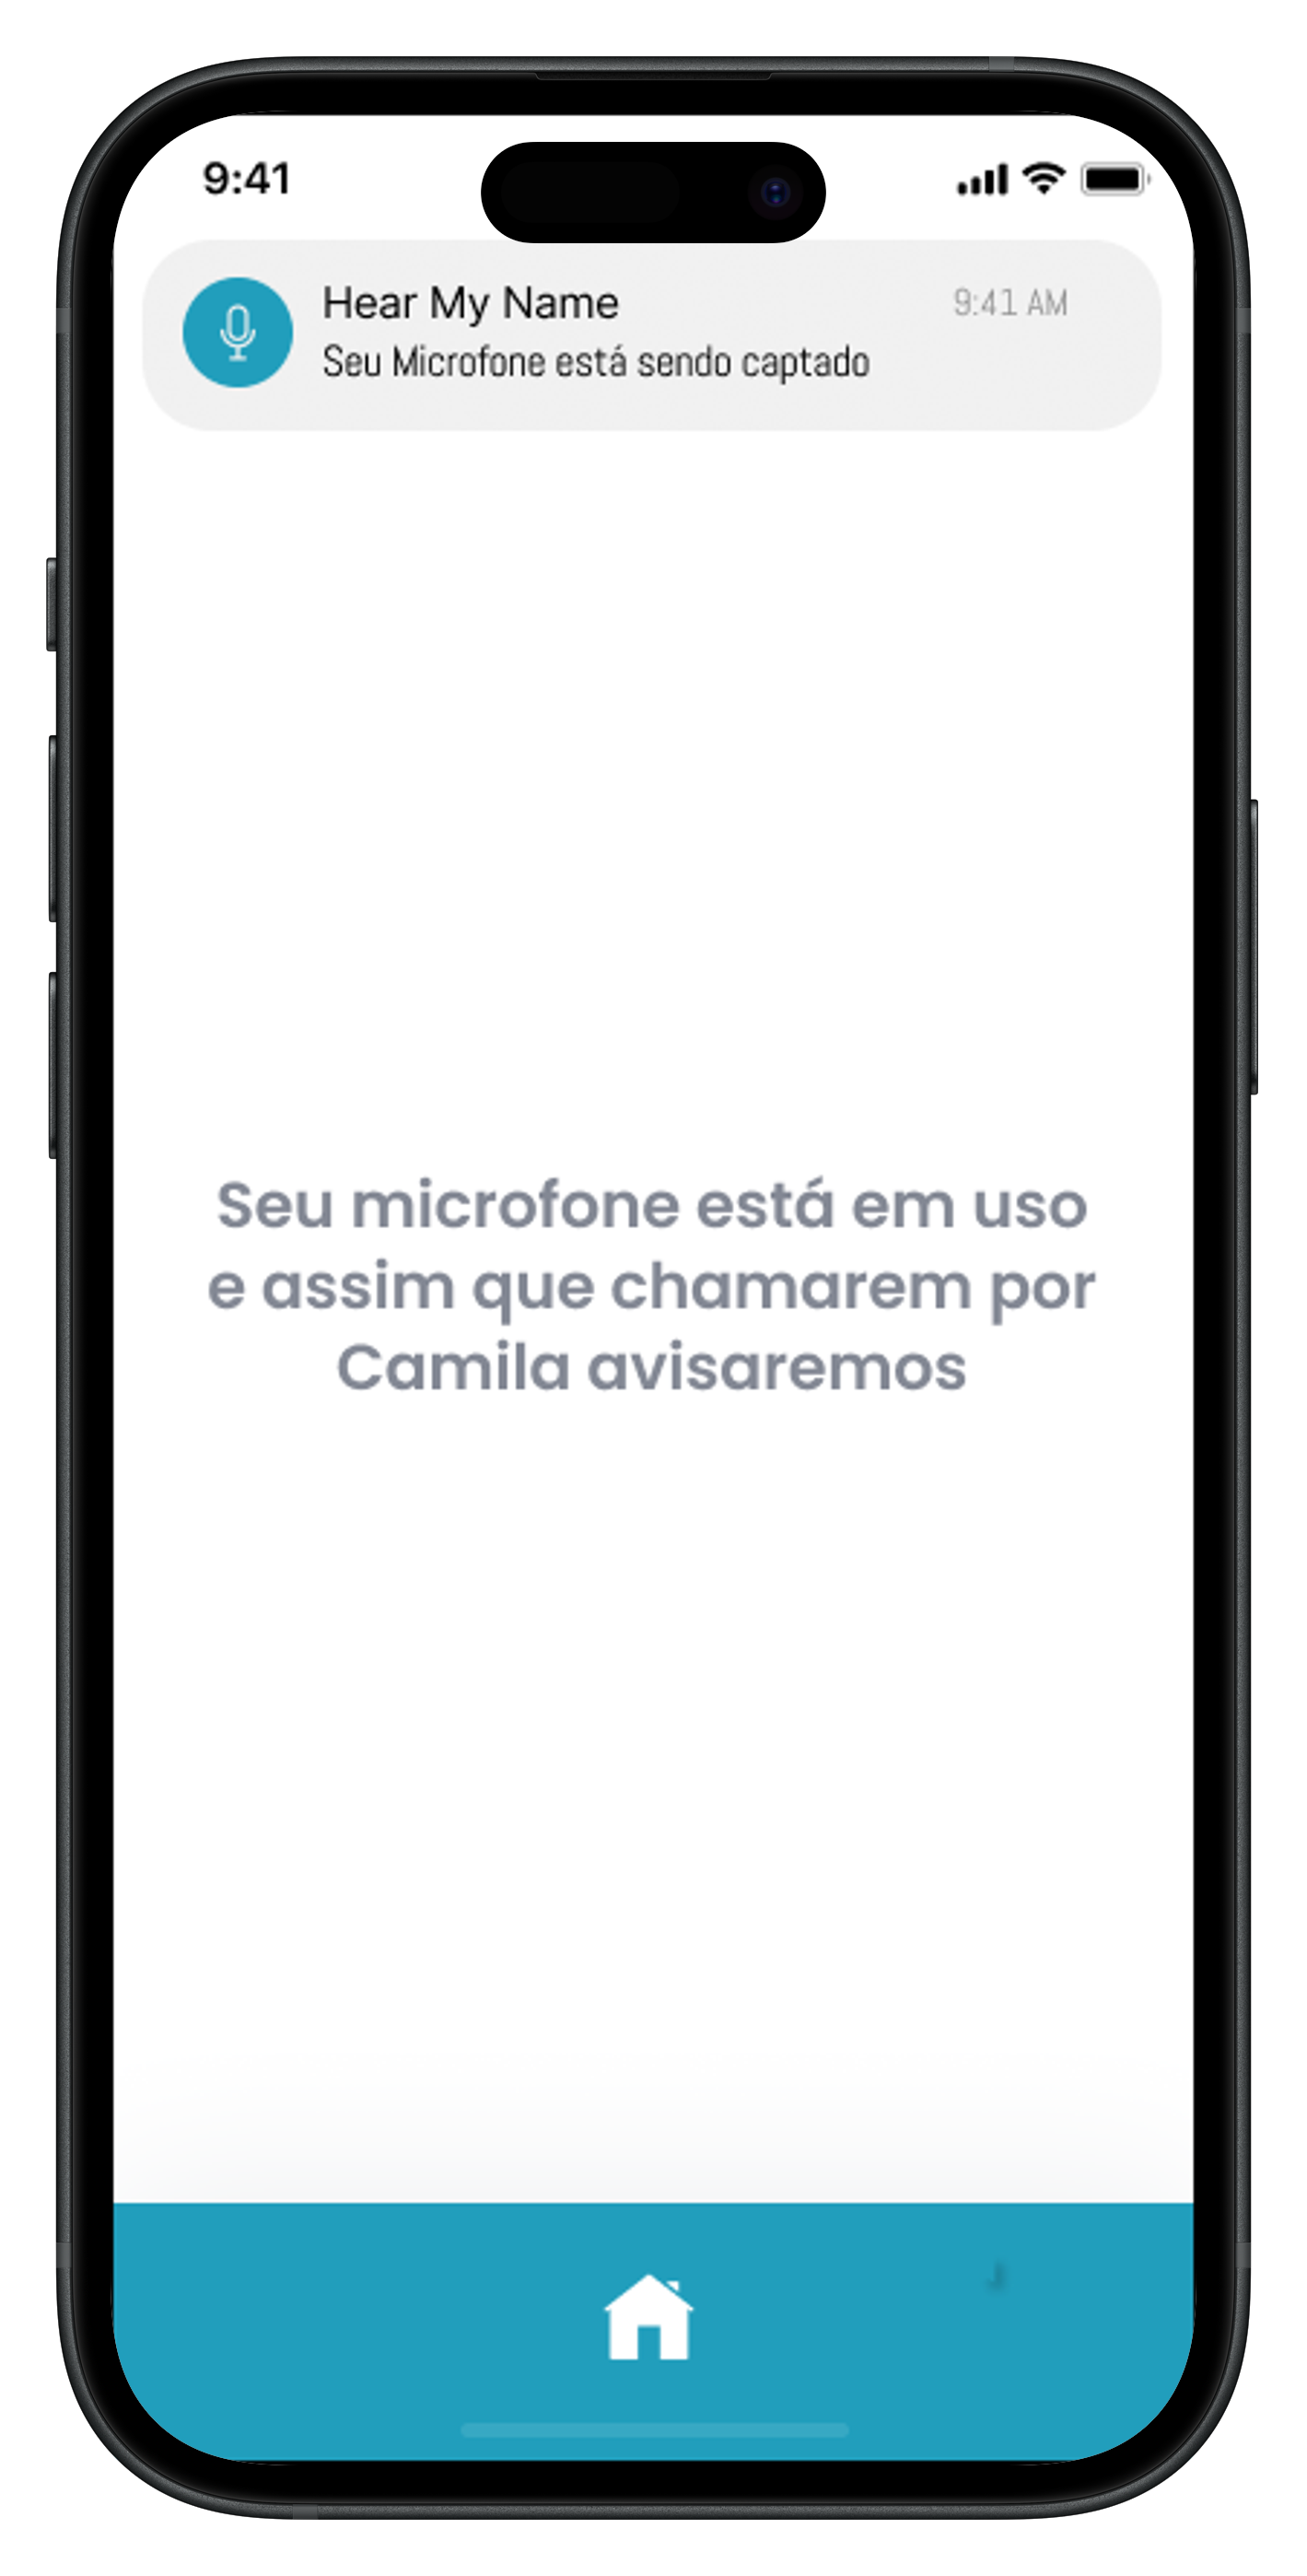 9:41
Hear My Name
9:41 AM
Seu Microfone está sendo captado
Seu microfone está em uso
e assim que chamarem por
Camila avisaremos